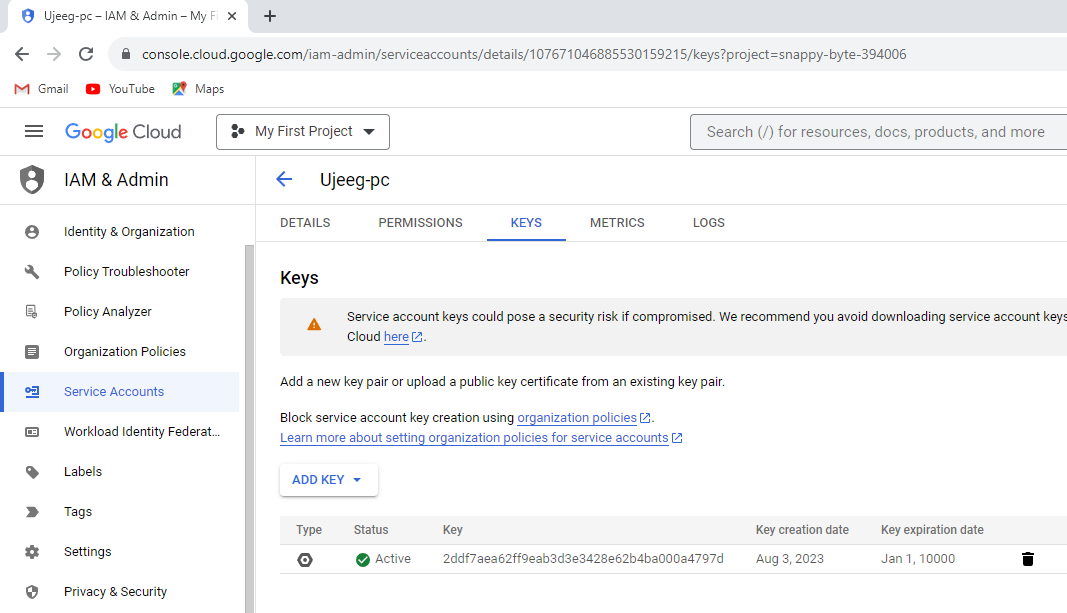 Ujeeg-pc – IAM & Admin – My Fi
console.cloud.google.com/iam-admin/serviceaccounts/details/107671046885530159215/keys?project=snappy-byte-394006
Gmail YouTube Maps
Google Cloud My First Project Search (/) for resources, docs, products, and more
IAM & Admin
Identity & Organization
Policy Troubleshooter
Policy Analyzer
Organization Policies
Service Accounts
Workload Identity Federat...
Labels
Tags
Settings
Privacy & Security
Ujeeg-pc
DETAILS PERMISSIONS KEYS METRICS LOGS
Keys
Service account keys could pose a security risk if compromised. We recommend you avoid downloading service account keys
Cloud here.
Add a new key pair or upload a public key certificate from an existing key pair.
Block service account key creation using organization policies.
Learn more about setting organization policies for service accounts
ADD KEY
Type Status Key Key creation date Key expiration date
Active 2ddf7aea62ff9eab3d3e3428e62b4ba000a4797d Aug 3, 2023 Jan 1, 10000